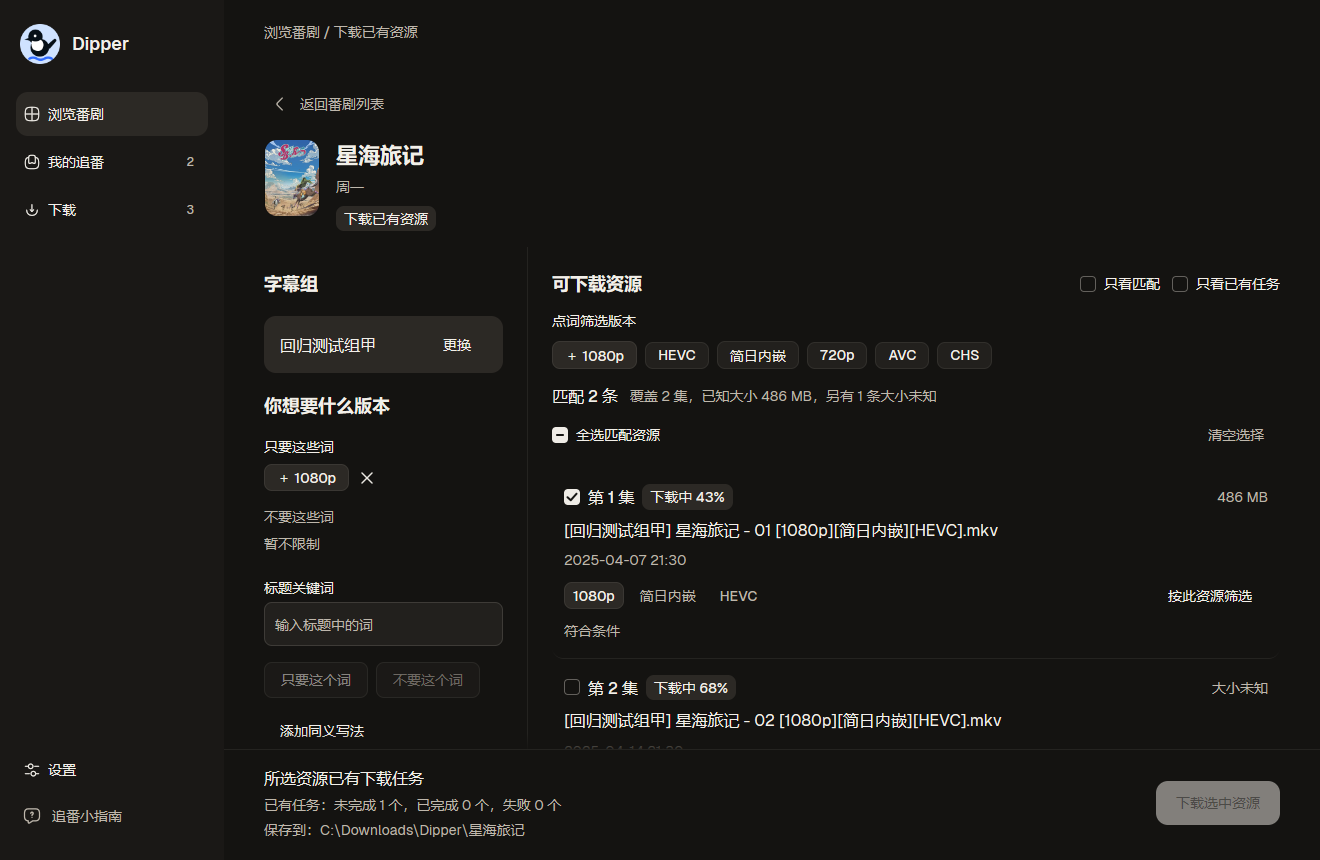 Dipper
浏览番剧
我的追番 2
下载 3
设置
追番小指南
浏览番剧 / 下载已有资源
返回番剧列表
星海旅记
周一
下载已有资源
字幕组
回归测试组甲 更换
你想要什么版本
只要这些词
+ 1080p
不要这些词
暂不限制
标题关键词
输入标题中的词
只要这个词 不要这个词
添加同义写法
可下载资源 只看匹配 只看已有任务
点词筛选版本
+ 1080p HEVC 简日内嵌 720p AVC CHS
匹配 2 条 覆盖 2 集，已知大小 486 MB，另有 1 条大小未知
全选匹配资源 清空选择
第 1 集 下载中 43% 486 MB
[回归测试组甲] 星海旅记 - 01 [1080p][简日内嵌][HEVC].mkv
2025-04-07 21:30
1080p 简日内嵌 HEVC 按此资源筛选
符合条件
第 2 集 下载中 68% 大小未知
[回归测试组甲] 星海旅记 - 02 [1080p][简日内嵌][HEVC].mkv
所选资源已有下载任务
已有任务：未完成 1 个，已完成 0 个，失败 0 个
保存到：C:\Downloads\Dipper\星海旅记
下载选中资源